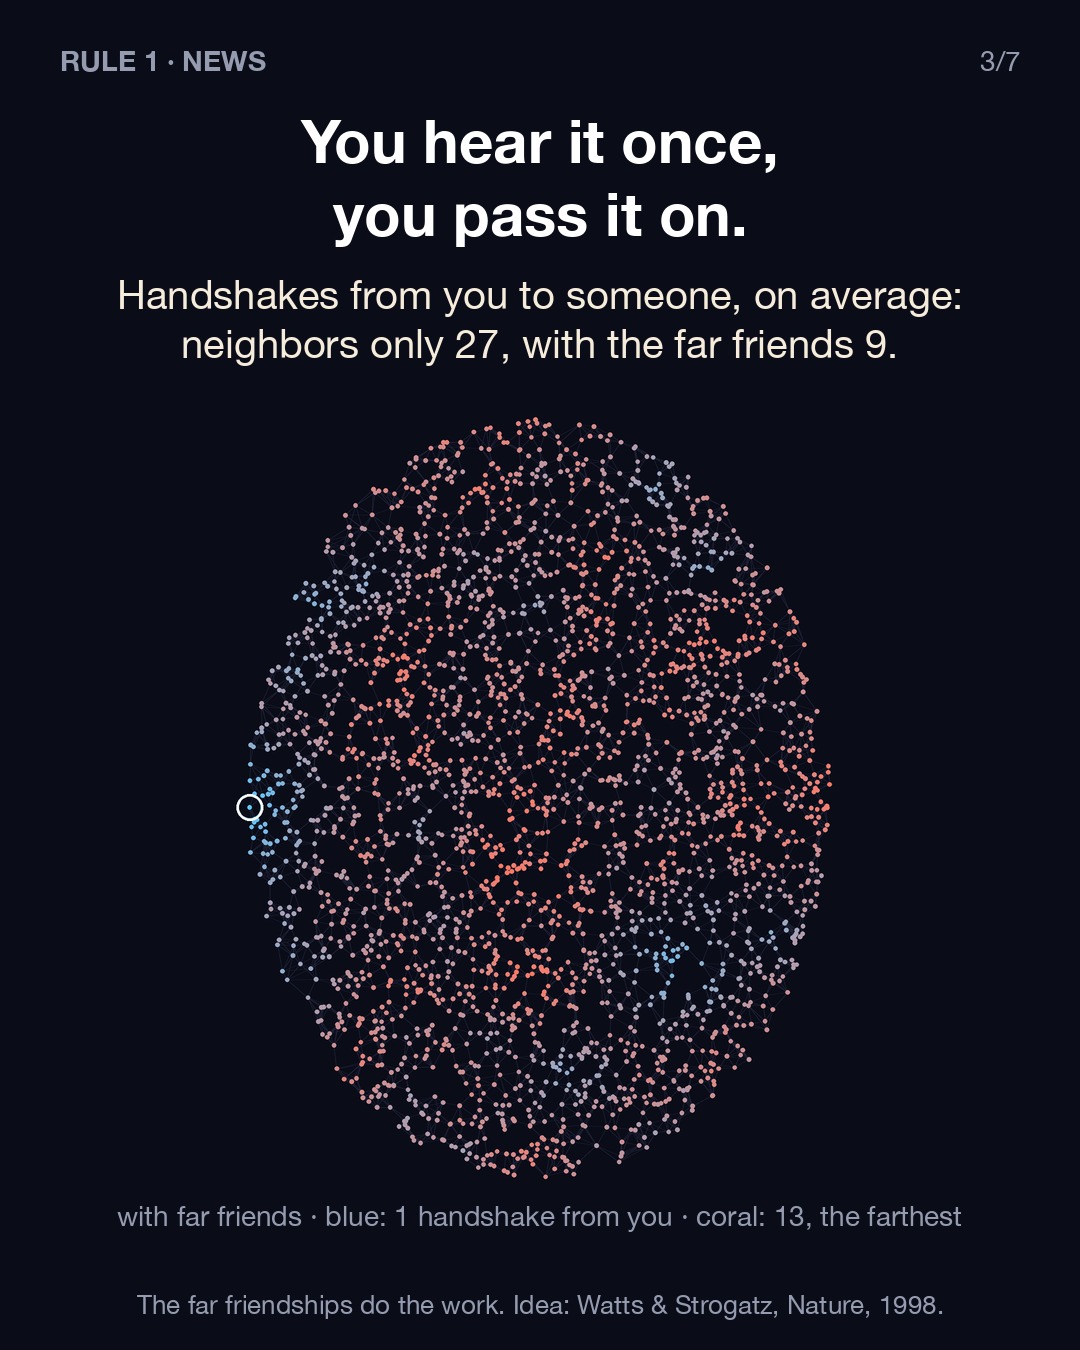 RULE 1 · NEWS
3/7
You hear it once,
you pass it on.
Handshakes from you to someone, on average:
neighbors only 27, with the far friends 9.
with far friends · blue: 1 handshake from you · coral: 13, the farthest
The far friendships do the work. Idea: Watts & Strogatz, Nature, 1998.